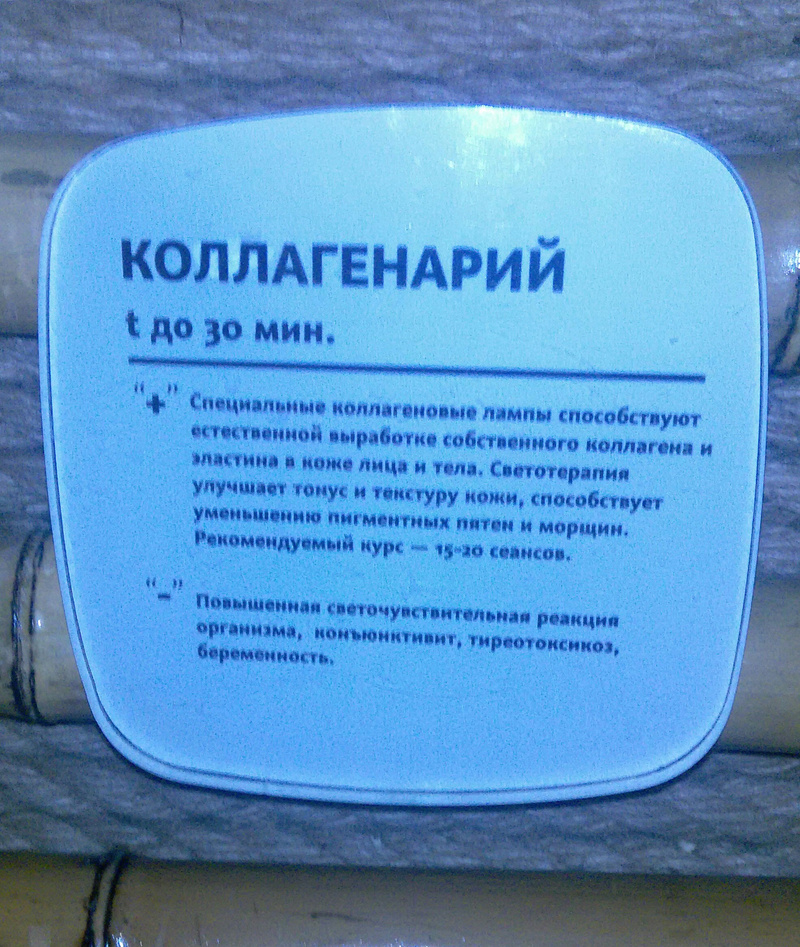 КОЛЛАГЕНАРИЙ
t до 30 мин.
“+” Специальные коллагеновые лампы способствуют
естественной выработке собственного коллагена и
эластина в коже лица и тела. Светотерапия
улучшает тонус и текстуру кожи, способствует
уменьшению пигментных пятен и морщин.
Рекомендуемый курс — 15-20 сеансов.
“–” Повышенная светочувствительная реакция
организма, конъюнктивит, тиреотоксикоз,
беременность.